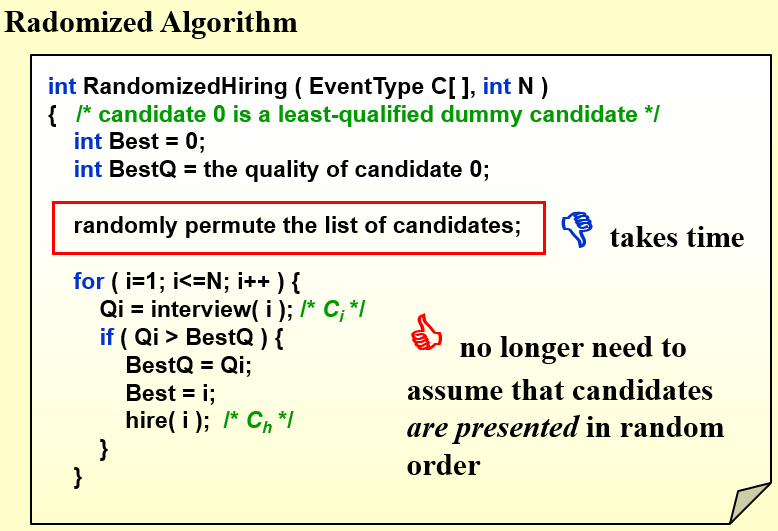 Radomized Algorithm
int RandomizedHiring ( EventType C[ ], int N )
{ /* candidate 0 is a least-qualified dummy candidate */
int Best = 0;
int BestQ = the quality of candidate 0;
randomly permute the list of candidates;
takes time
for ( i=1; i<=N; i++ ) {
Qi = interview( i ); /* Ci */
if ( Qi > BestQ ) {
BestQ = Qi;
Best = i;
hire( i ); /* Ch */
}
}
no longer need to
assume that candidates
are presented in random
order